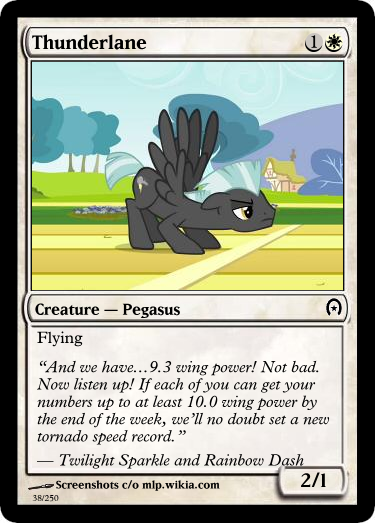 Thunderlane 1
Creature — Pegasus
Flying
“And we have…9.3 wing power! Not bad.
Now listen up! If each of you can get your
numbers up to at least 10.0 wing power by
the end of the week, we’ll no doubt set a new
tornado speed record.”
— Twilight Sparkle and Rainbow Dash
2/1
Screenshots c/o mlp.wikia.com
38/250